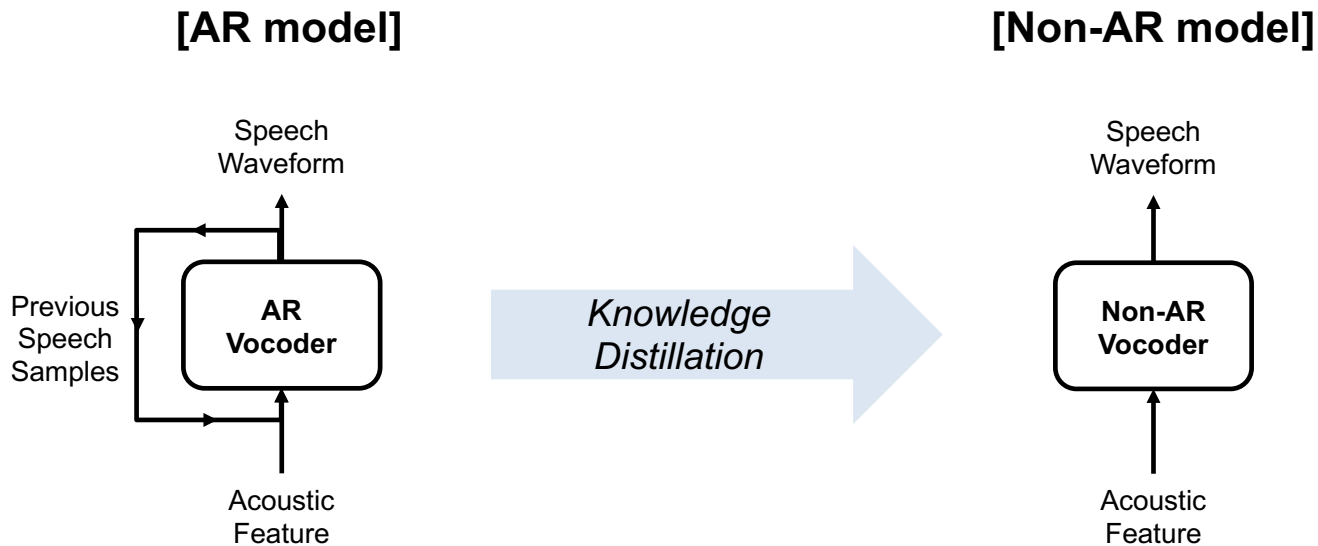 [AR model]
[Non-AR model]
Speech
Waveform
Previous
Speech
Samples
AR
Vocoder
Acoustic
Feature
Knowledge
Distillation
Speech
Waveform
Non-AR
Vocoder
Acoustic
Feature